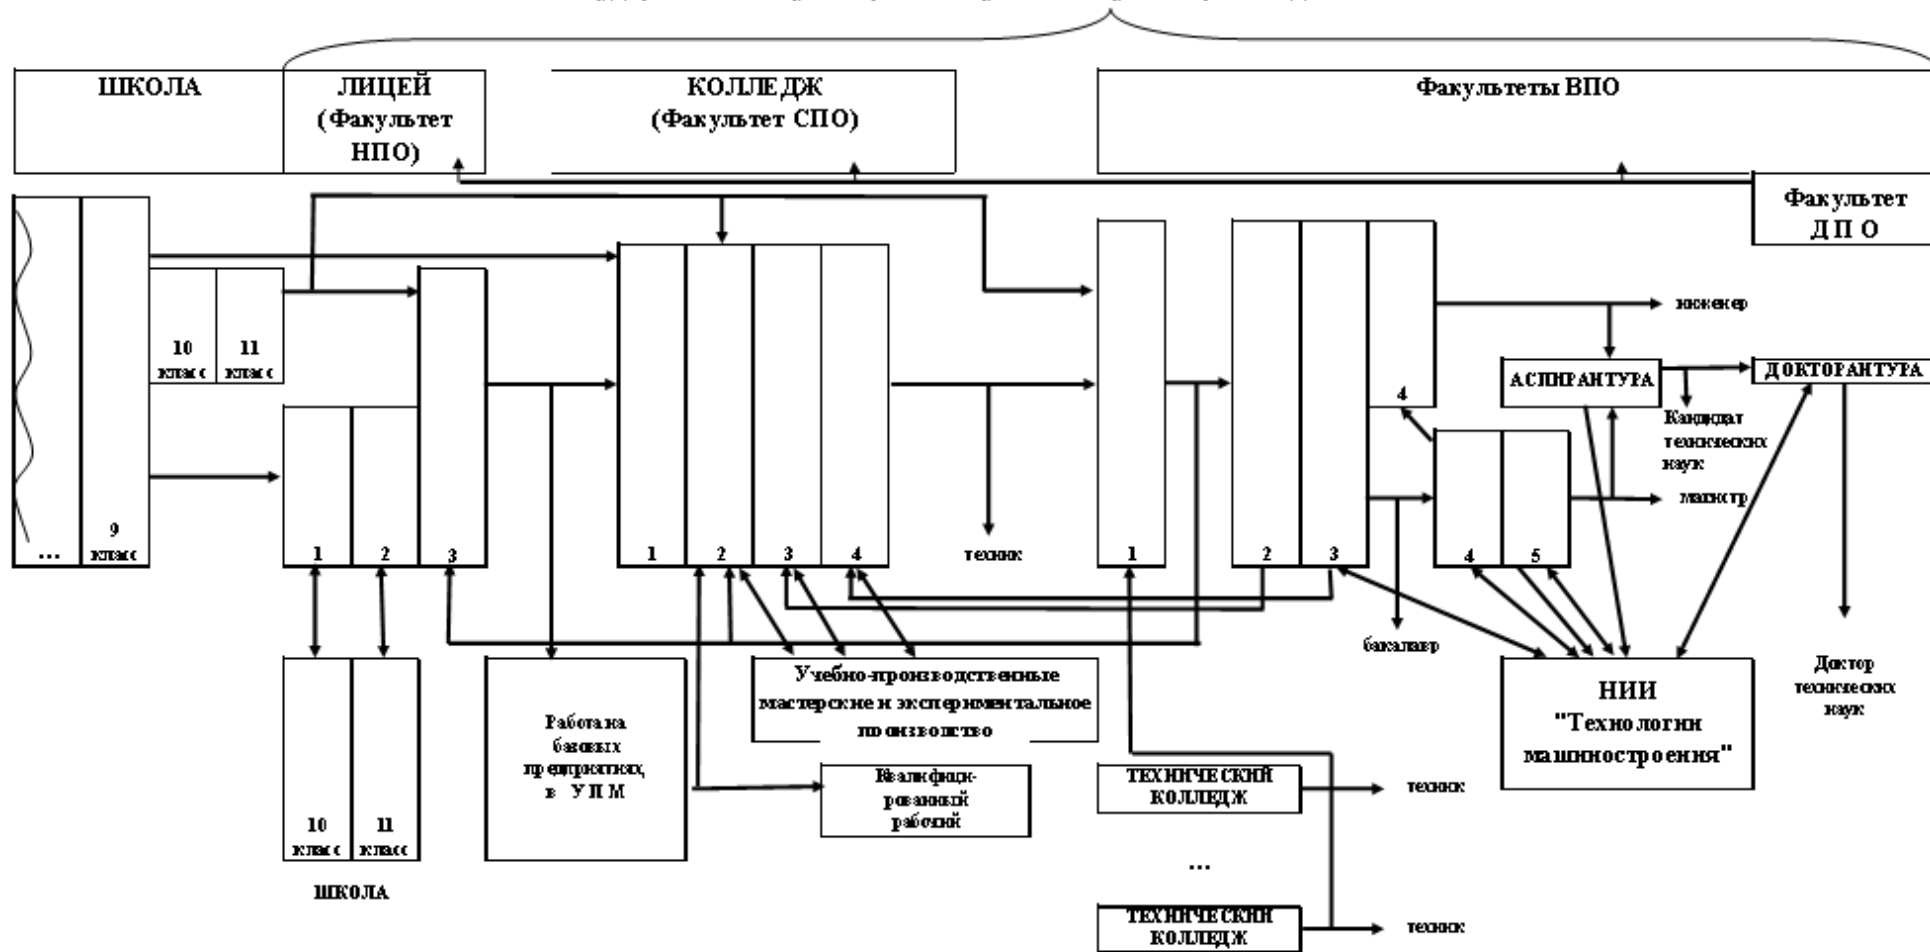 ШКОЛА
ЛИЦЕЙ
(Факультет
НПО)
КОЛЛЕДЖ
(Факультет СПО)
Факультеты ВПО
Факультет
Д П О
10
класс
11
класс
инженер
АСПИРАНТУРА
ДОКТОРАНТУРА
4
Кандидат
технических
наук
магистр
...
9
класс
1
2
3
1
2
3
4
техник
1
2
3
4
5
бакалавр
Учебно-производственные
мастерские и экспериментальное
производство
Работа на
базовых
предприятиях,
в УПМ
НИИ
"Технологии
машиностроения"
Доктор
технических
наук
Квалифици-
рованный
рабочий
ТЕХНИЧЕСКИЙ
КОЛЛЕДЖ
техник
10
класс
11
класс
ШКОЛА
...
ТЕХНИЧЕСКИЙ
КОЛЛЕДЖ
техник